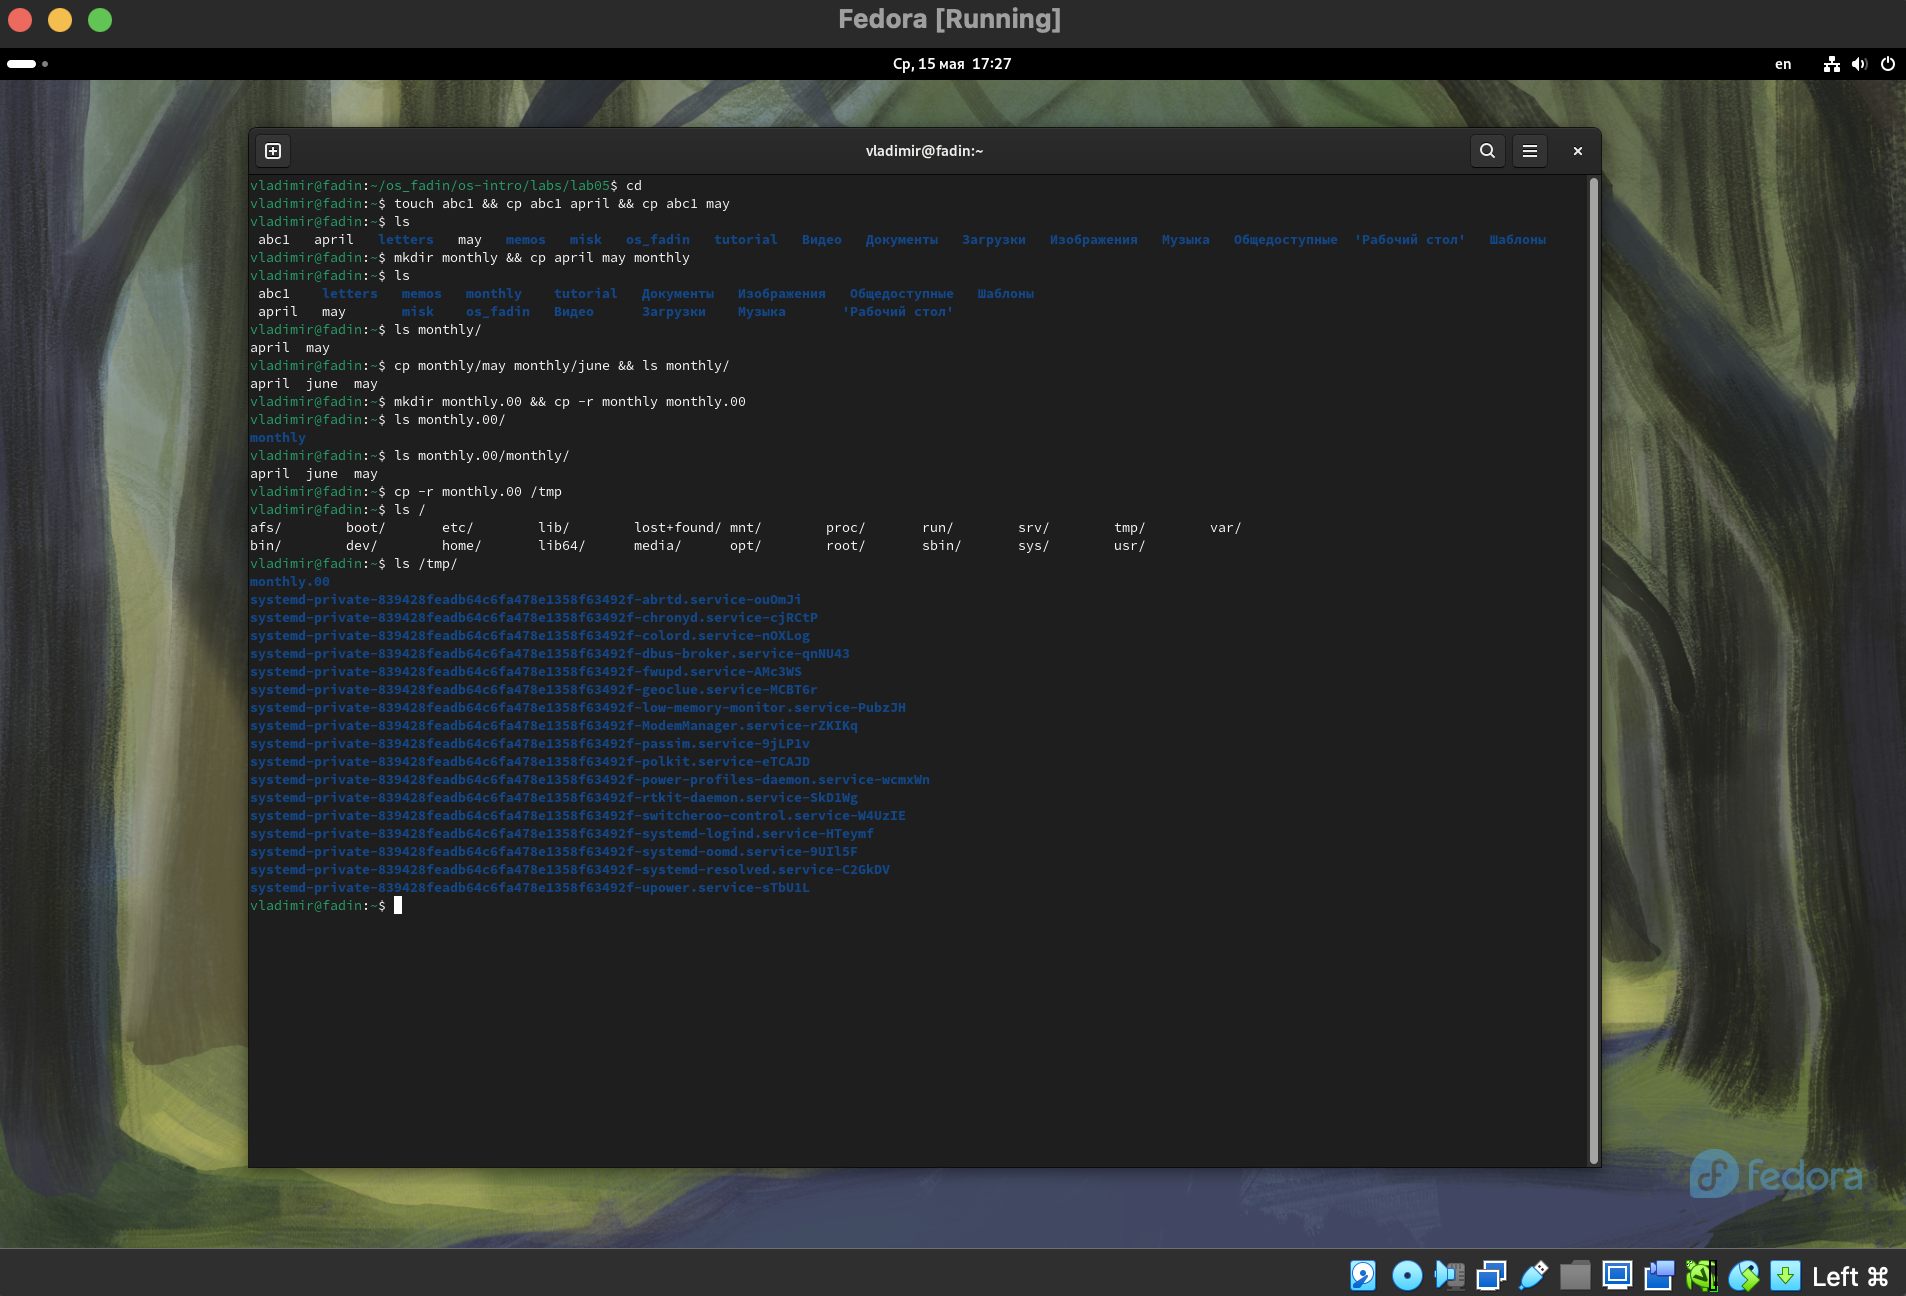 Fedora [Running]
Ср, 15 мая 17:27
en
vladimir@fadin:~
vladimir@fadin:~/os_fadin/os-intro/labs/lab05$ cd
vladimir@fadin:~$ touch abc1 && cp abc1 april && cp abc1 may
vladimir@fadin:~$ ls
abc1 april letters may memos misk os_fadin tutorial Видео Документы Загрузки Изображения Музыка Общедоступные 'Рабочий стол' Шаблоны
vladimir@fadin:~$ mkdir monthly && cp april may monthly
vladimir@fadin:~$ ls
abc1 letters memos monthly tutorial Документы Изображения Общедоступные Шаблоны
april may misk os_fadin Видео Загрузки Музыка 'Рабочий стол'
vladimir@fadin:~$ ls monthly/
april may
vladimir@fadin:~$ cp monthly/may monthly/june && ls monthly/
april june may
vladimir@fadin:~$ mkdir monthly.00 && cp -r monthly monthly.00
vladimir@fadin:~$ ls monthly.00/
monthly
vladimir@fadin:~$ ls monthly.00/monthly/
april june may
vladimir@fadin:~$ cp -r monthly.00 /tmp
vladimir@fadin:~$ ls /
afs/ boot/ etc/ lib/ lost+found/ mnt/ proc/ run/ srv/ tmp/ var/
bin/ dev/ home/ lib64/ media/ opt/ root/ sbin/ sys/ usr/
vladimir@fadin:~$ ls /tmp/
monthly.00
systemd-private-839428feadb64c6fa478e1358f63492f-abrtd.service-ouOmJi
systemd-private-839428feadb64c6fa478e1358f63492f-chronyd.service-cjRCtP
systemd-private-839428feadb64c6fa478e1358f63492f-colord.service-nOXLog
systemd-private-839428feadb64c6fa478e1358f63492f-dbus-broker.service-qnNU43
systemd-private-839428feadb64c6fa478e1358f63492f-fwupd.service-AMc3WS
systemd-private-839428feadb64c6fa478e1358f63492f-geoclue.service-MCBT6r
systemd-private-839428feadb64c6fa478e1358f63492f-low-memory-monitor.service-PubzJH
systemd-private-839428feadb64c6fa478e1358f63492f-ModemManager.service-rZKIKq
systemd-private-839428feadb64c6fa478e1358f63492f-passim.service-9jLP1v
systemd-private-839428feadb64c6fa478e1358f63492f-polkit.service-eTCAJD
systemd-private-839428feadb64c6fa478e1358f63492f-power-profiles-daemon.service-wcmxWn
systemd-private-839428feadb64c6fa478e1358f63492f-rtkit-daemon.service-SkD1Wg
systemd-private-839428feadb64c6fa478e1358f63492f-switcheroo-control.service-W4UzIE
systemd-private-839428feadb64c6fa478e1358f63492f-systemd-logind.service-HTeymf
systemd-private-839428feadb64c6fa478e1358f63492f-systemd-oomd.service-9UIl5F
systemd-private-839428feadb64c6fa478e1358f63492f-systemd-resolved.service-C2GkDV
systemd-private-839428feadb64c6fa478e1358f63492f-upower.service-sTbU1L
vladimir@fadin:~$
fedora
Left ⌘